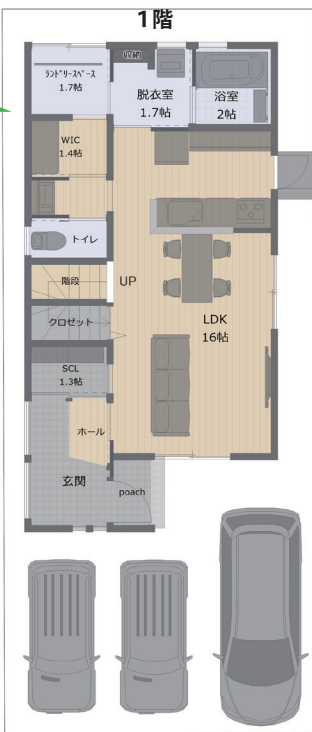 1階
収納
ランドリースペース
1.7帖
脱衣室
1.7帖
浴室
2帖
WIC
1.4帖
トイレ
階段
UP
クロゼット
LDK
16帖
SCL
1.3帖
ホール
玄関
poach